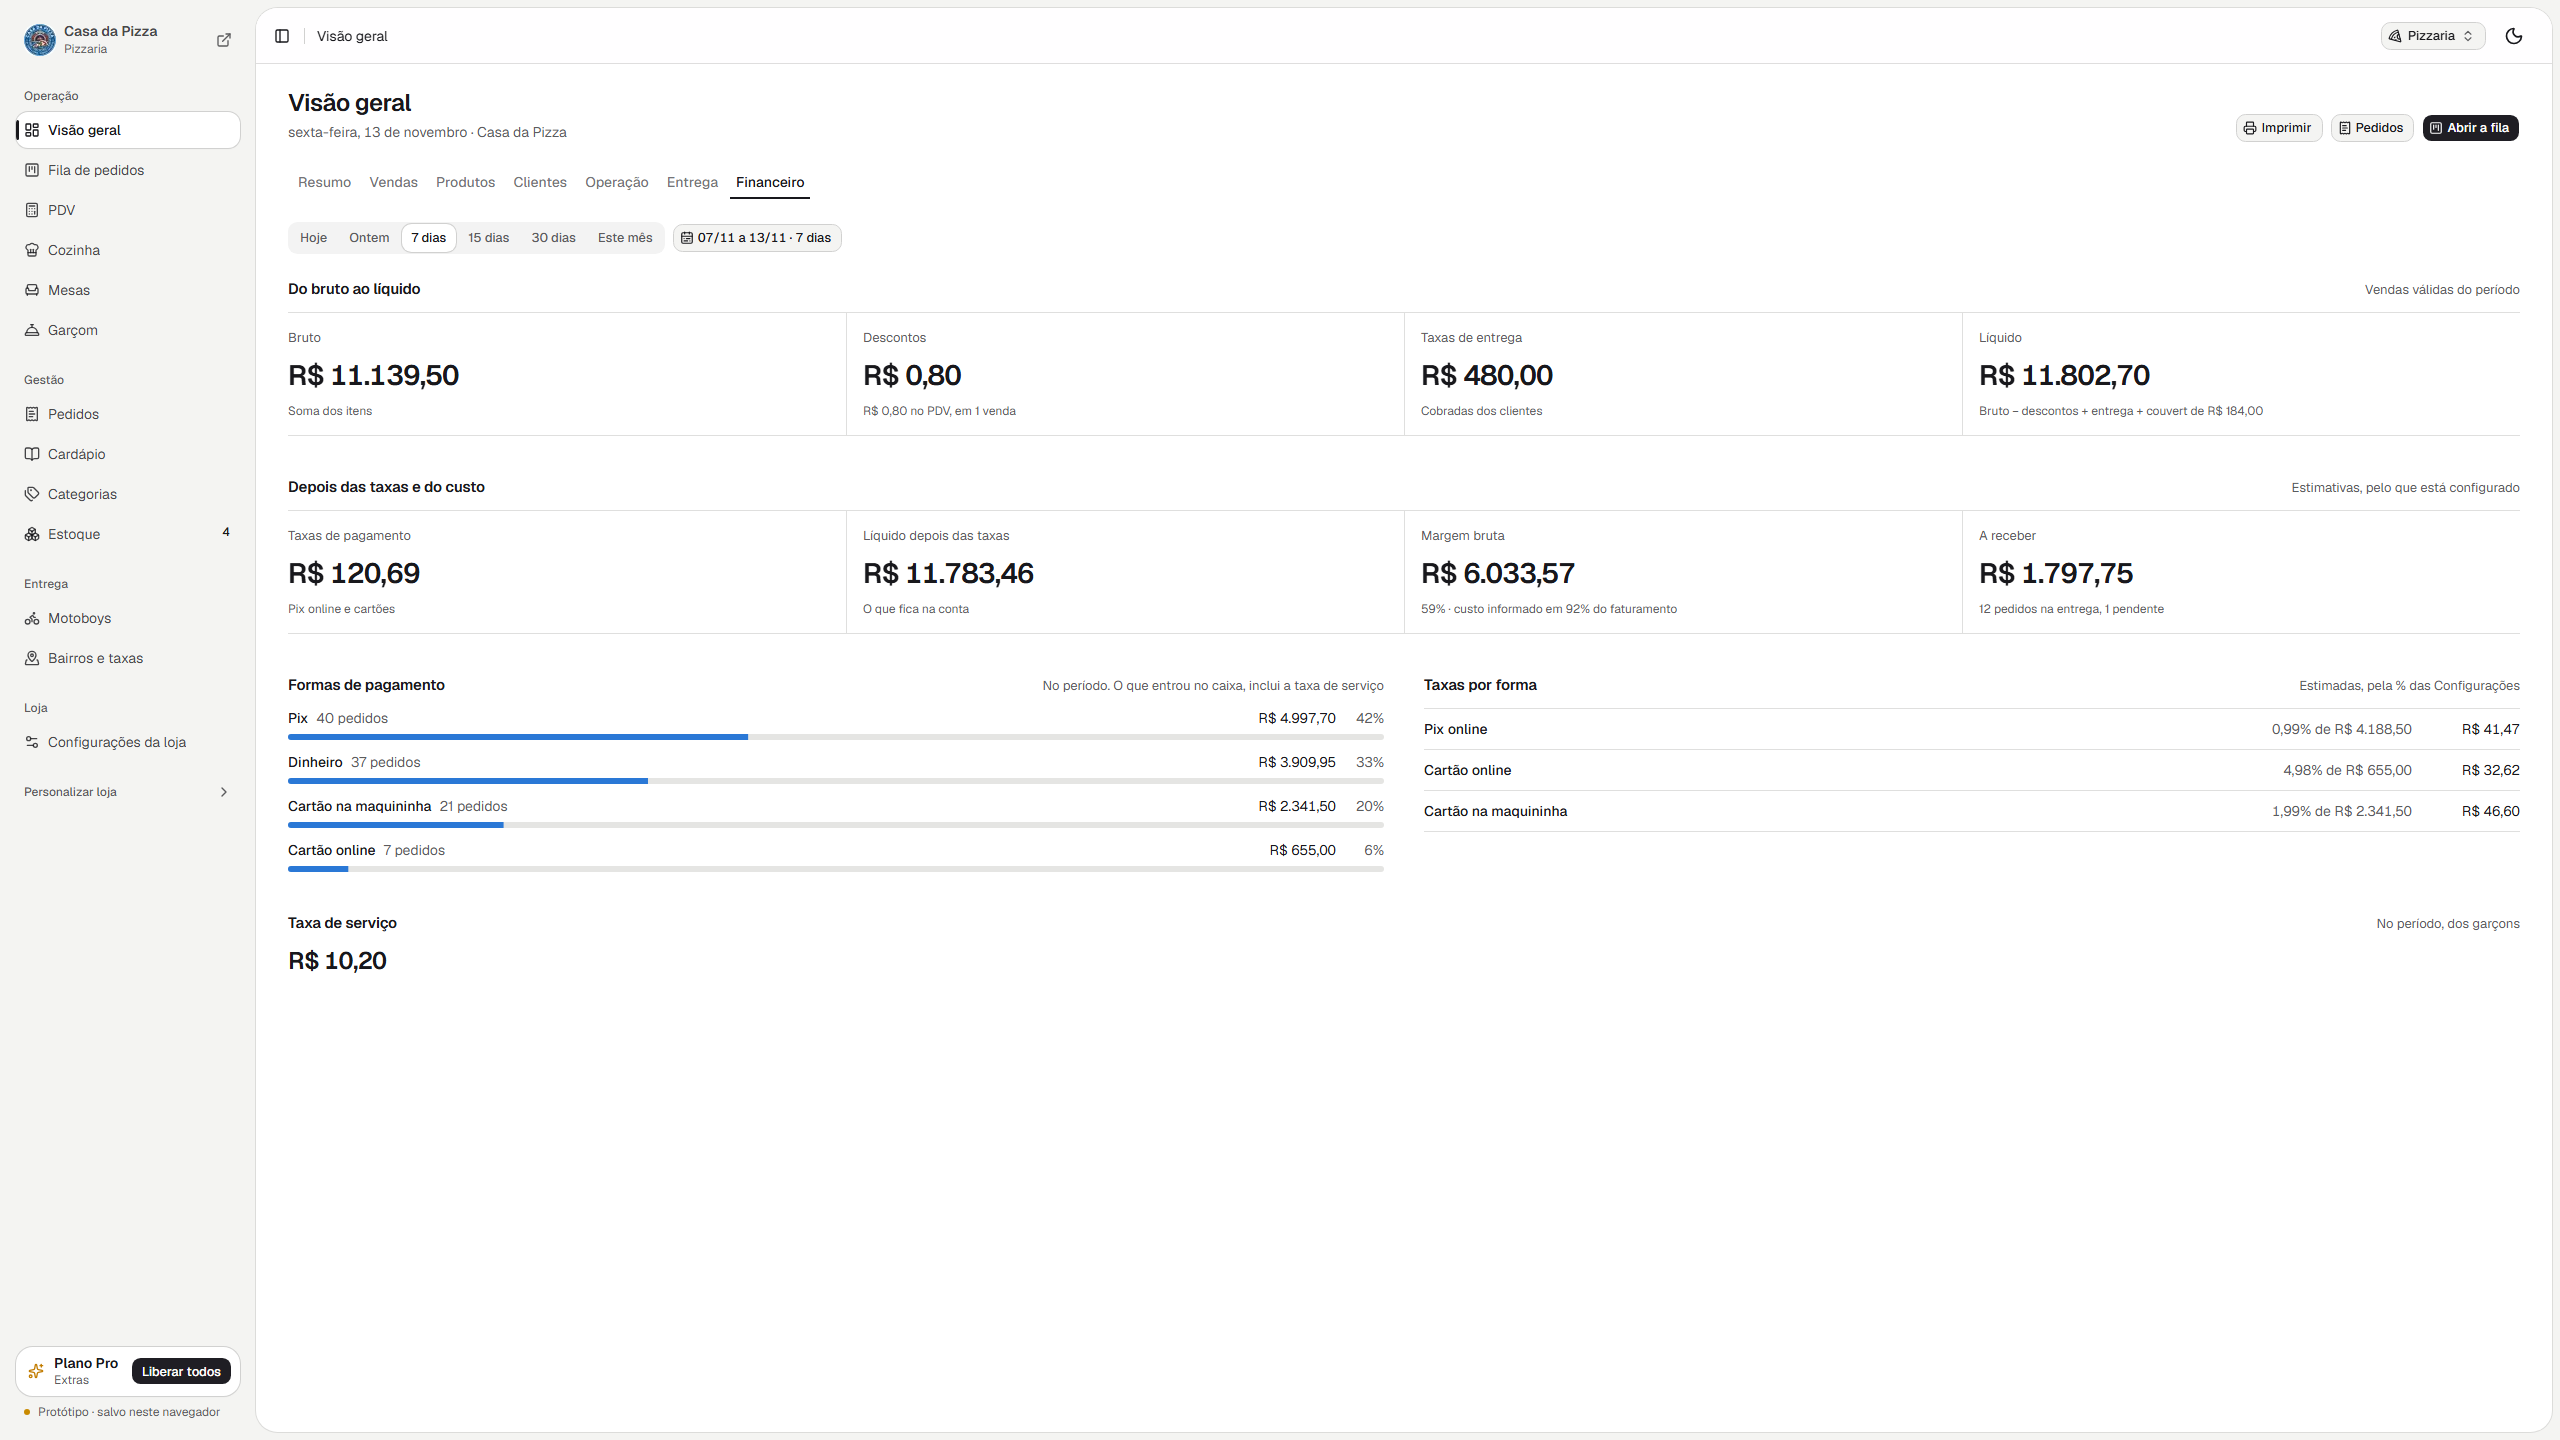 Casa da Pizza
Pizzaria
Operação
Visão geral
Fila de pedidos
PDV
Cozinha
Mesas
Garçom
Gestão
Pedidos
Cardápio
Categorias
Estoque 4
Entrega
Motoboys
Bairros e taxas
Loja
Configurações da loja
Personalizar loja
Plano Pro
Extras
Liberar todos
Protótipo · salvo neste navegador
Visão geral
Pizzaria
Visão geral
sexta-feira, 13 de novembro · Casa da Pizza
Imprimir Pedidos Abrir a fila
Resumo Vendas Produtos Clientes Operação Entrega Financeiro
Hoje Ontem 7 dias 15 dias 30 dias Este mês 07/11 a 13/11 · 7 dias
Do bruto ao líquido Vendas válidas do período
Bruto
R$ 11.139,50
Soma dos itens
Descontos
R$ 0,80
R$ 0,80 no PDV, em 1 venda
Taxas de entrega
R$ 480,00
Cobradas dos clientes
Líquido
R$ 11.802,70
Bruto − descontos + entrega + couvert de R$ 184,00
Depois das taxas e do custo Estimativas, pelo que está configurado
Taxas de pagamento
R$ 120,69
Pix online e cartões
Líquido depois das taxas
R$ 11.783,46
O que fica na conta
Margem bruta
R$ 6.033,57
59% · custo informado em 92% do faturamento
A receber
R$ 1.797,75
12 pedidos na entrega, 1 pendente
Formas de pagamento No período. O que entrou no caixa, inclui a taxa de serviço
Pix 40 pedidos R$ 4.997,70 42%
Dinheiro 37 pedidos R$ 3.909,95 33%
Cartão na maquininha 21 pedidos R$ 2.341,50 20%
Cartão online 7 pedidos R$ 655,00 6%
Taxas por forma Estimadas, pela % das Configurações
Pix online 0,99% de R$ 4.188,50 R$ 41,47
Cartão online 4,98% de R$ 655,00 R$ 32,62
Cartão na maquininha 1,99% de R$ 2.341,50 R$ 46,60
Taxa de serviço No período, dos garçons
R$ 10,20